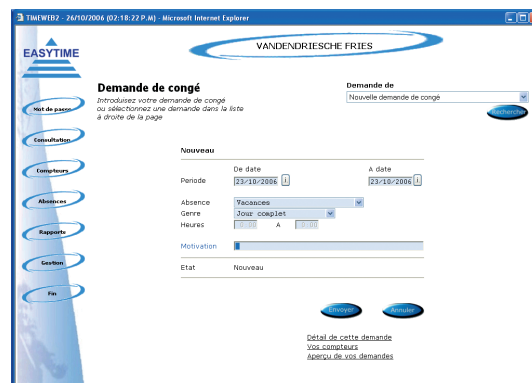 TIMEWEB2 - 26/10/2006 (02:18:22 P.M) - Microsoft Internet Explorer
EASYTIME
VANDENDRIESCHE FRIES
Demande de congé
Introduisez votre demande de congé
ou sélectionnez une demande dans la liste
à droite de la page
Demande de
Nouvelle demande de congé
Rechercher
Mot de passe
Consultation
Compteurs
Absences
Rapports
Gestion
Fin
Nouveau
De date
A date
Periode
23/10/2006
23/10/2006
Absence
Vacances
Genre
Jour complet
Heures
A
Motivation
Etat
Nouveau
Envoyer
Annuler
Détail de cette demande
Vos compteurs
Aperçu de vos demandes